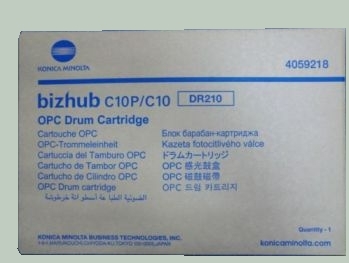 KONICA MINOLTA
4059218
bizhub C10P/C10 DR210
OPC Drum Cartridge
Cartouche OPC
Блок барабан-картриджа
OPC-Trommeleinheit
Kazeta fotocitlivého válce
Cartuccia del Tamburo OPC
ドラムカートリッジ
Cartucho de Tambor OPC
OPC 感光鼓盒
Cartucho de Cilindro OPC
OPC 磁鼓磁帶
OPC Drum cartridge
OPC 드럼 카트리지
Quantity - 1
KONICA MINOLTA BUSINESS TECHNOLOGIES, INC.
konicaminolta.com